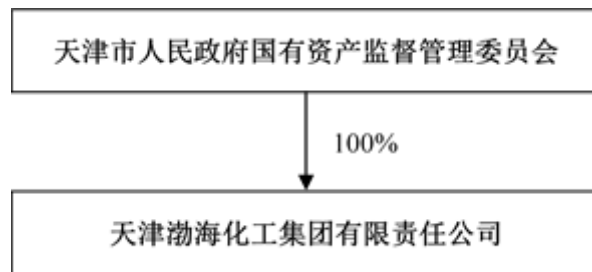 天津市人民政府国有资产监督管理委员会
100%
天津渤海化工集团有限责任公司